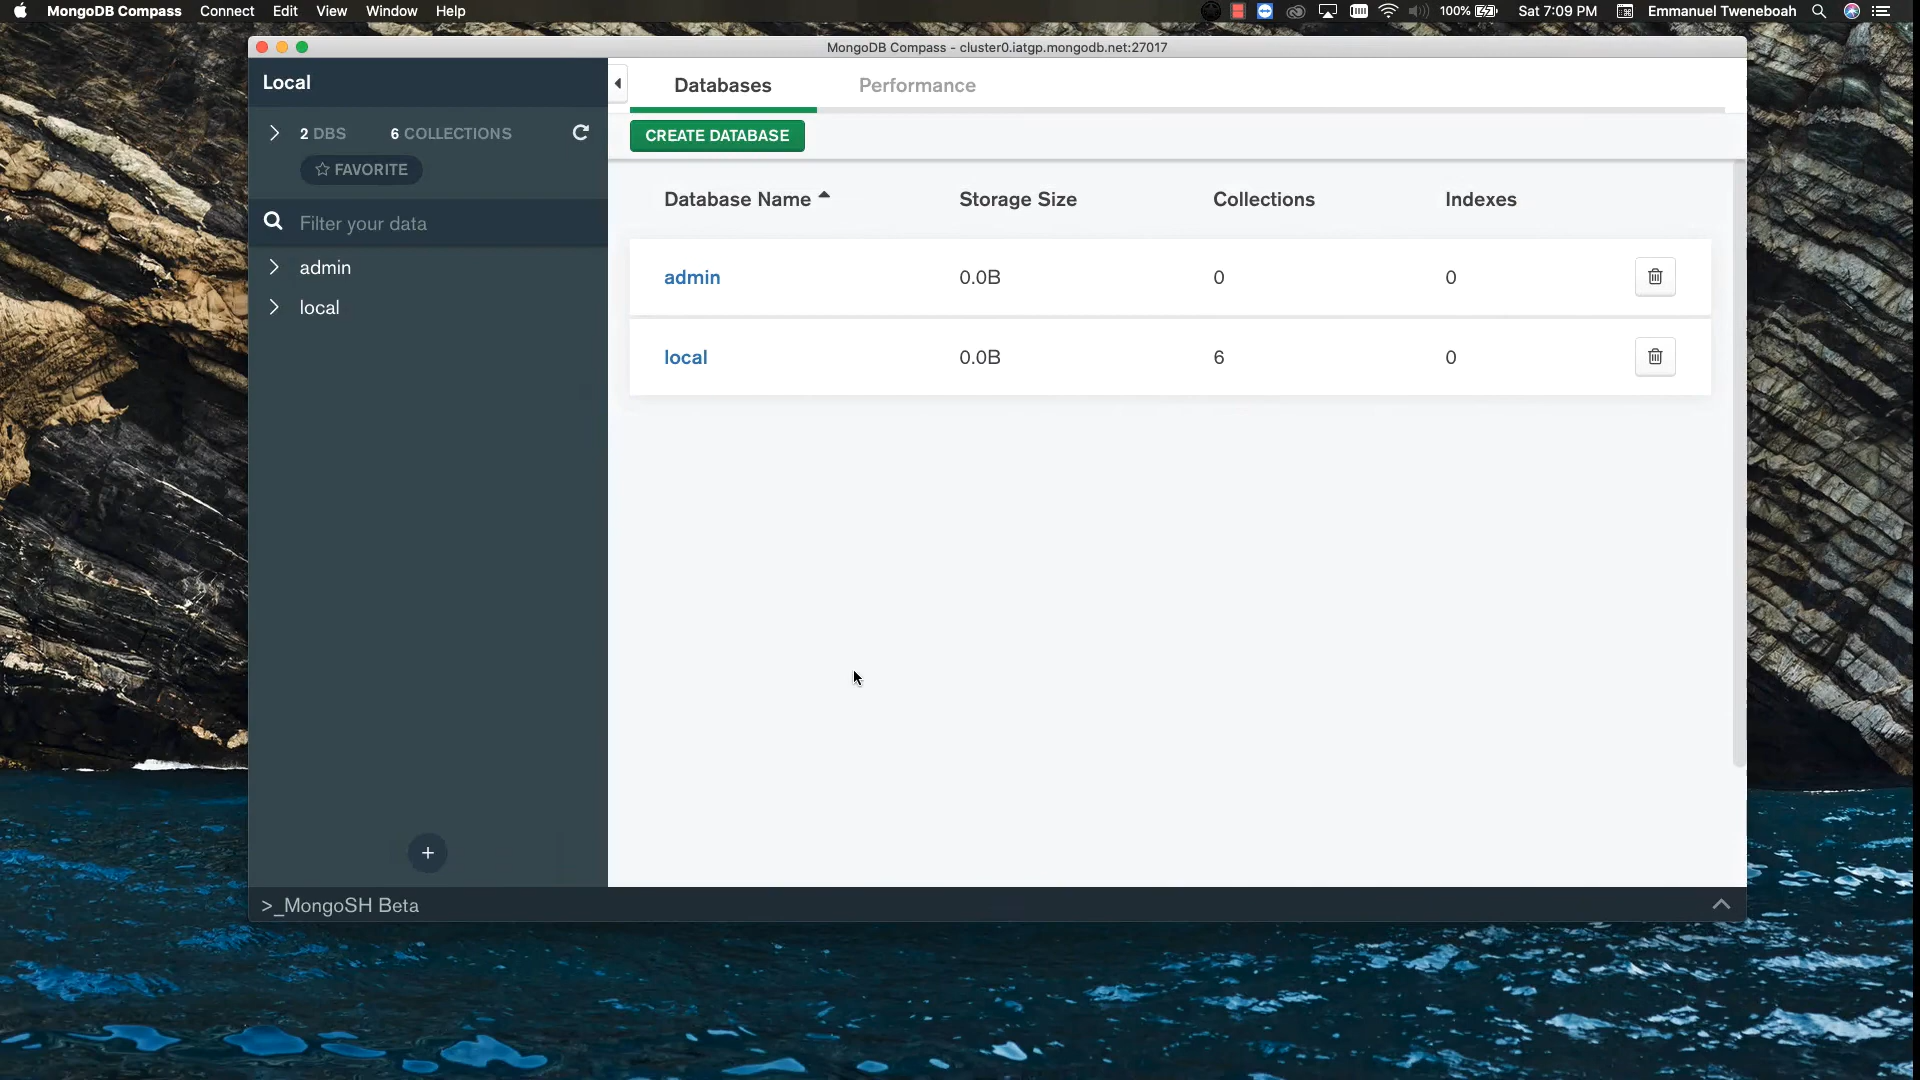 MongoDB Compass Connect Edit View Window Help 100% Sat 7:09 PM Emmanuel Tweneboah
MongoDB Compass - cluster0.iatgp.mongodb.net:27017
Local
Databases Performance
2 DBS 6 COLLECTIONS
CREATE DATABASE
FAVORITE
Filter your data
Database Name Storage Size Collections Indexes
admin
local
admin 0.0B 0 0
local 0.0B 6 0
+
>_MongoSH Beta